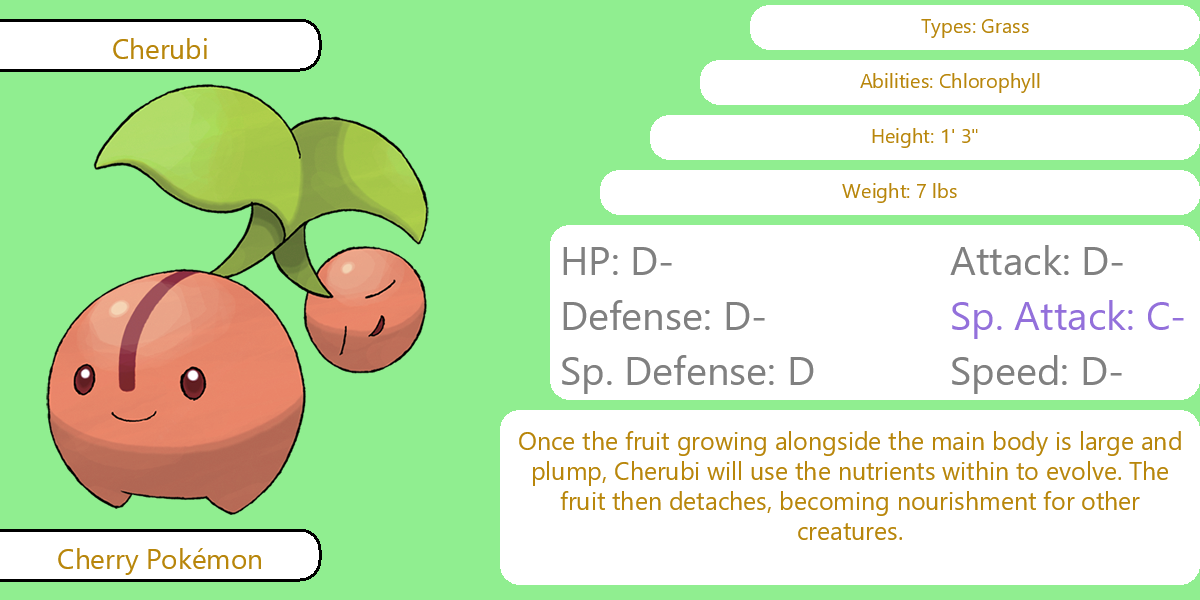 Cherubi
Types: Grass
Abilities: Chlorophyll
Height: 1' 3"
Weight: 7 lbs
HP: D-
Attack: D-
Defense: D-
Sp. Attack: C-
Sp. Defense: D
Speed: D-
Once the fruit growing alongside the main body is large and
plump, Cherubi will use the nutrients within to evolve. The
fruit then detaches, becoming nourishment for other
creatures.
Cherry Pokémon